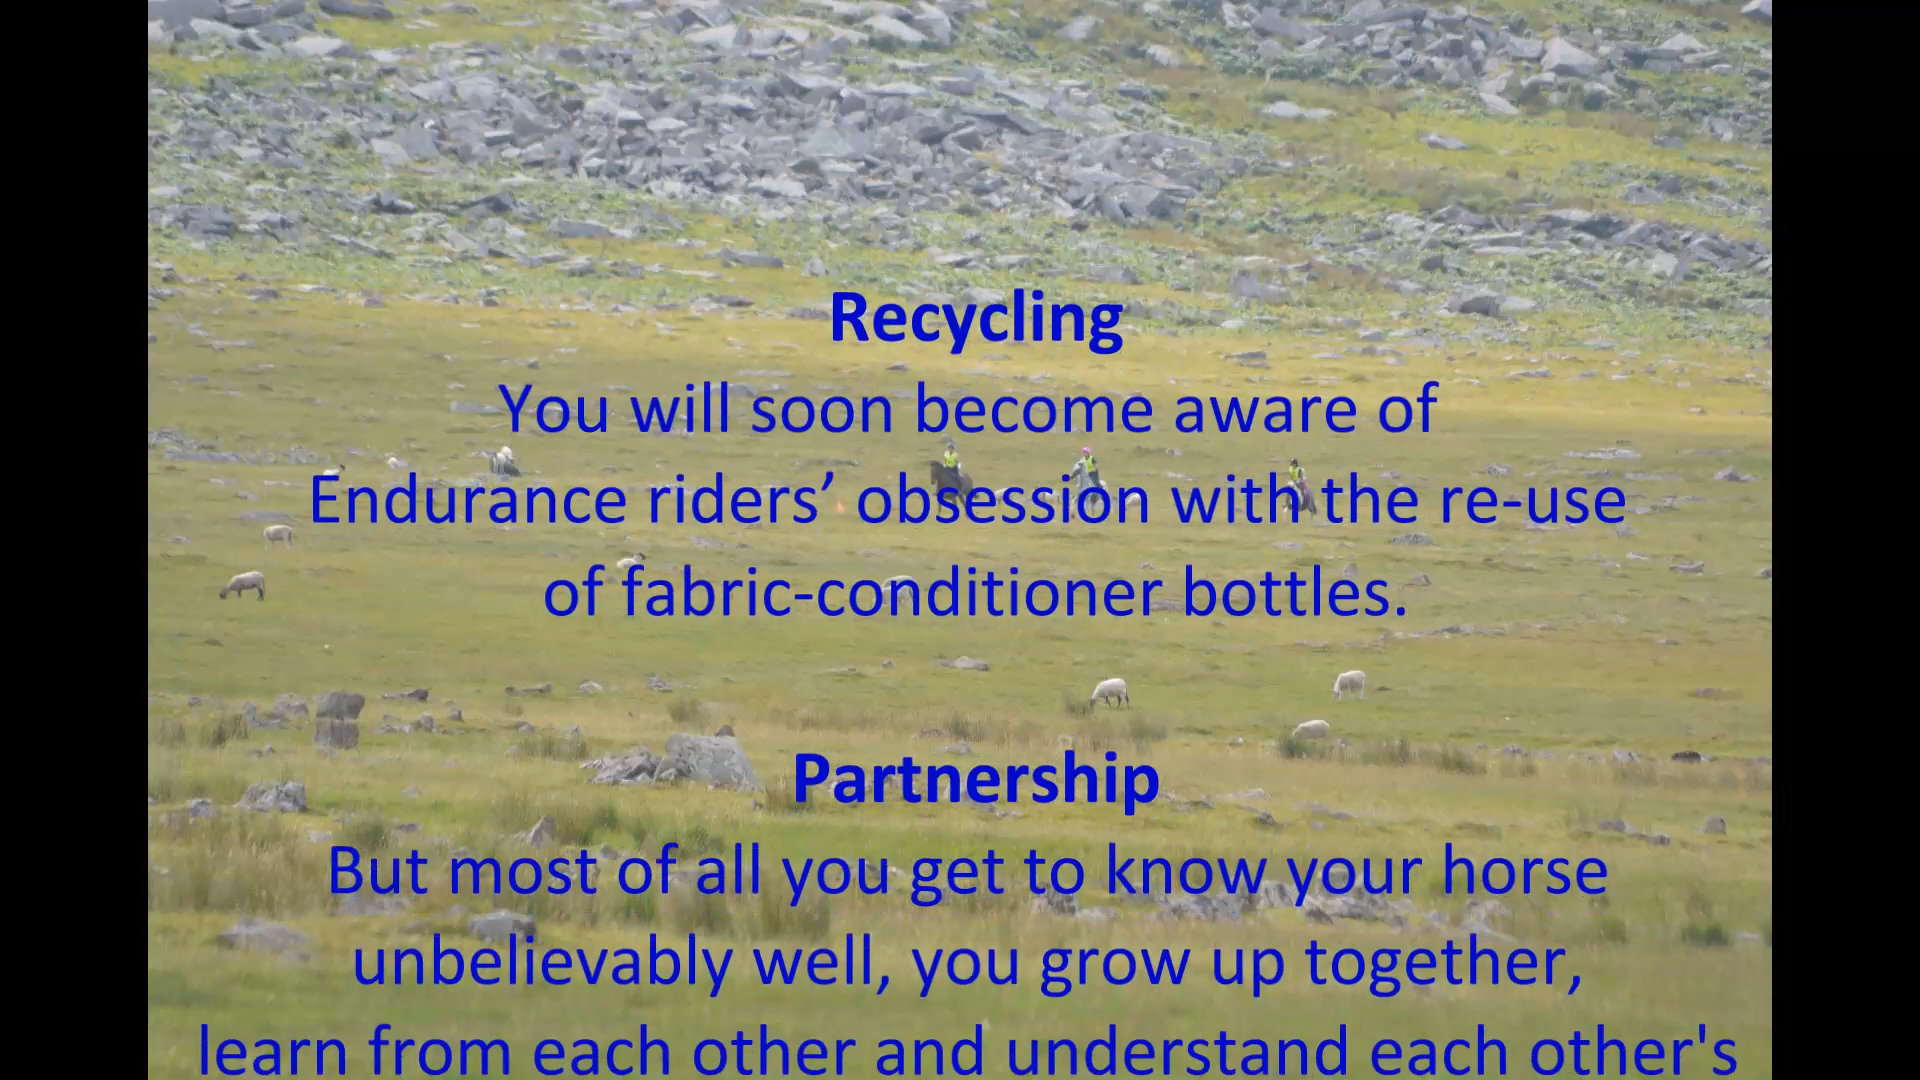 Recycling
You will soon become aware of
Endurance riders’ obsession with the re-use
of fabric-conditioner bottles.
Partnership
But most of all you get to know your horse
unbelievably well, you grow up together,
learn from each other and understand each other's